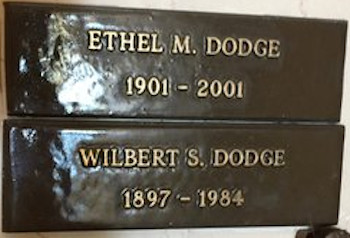 ETHEL M. DODGE
1901 - 2001
WILBERT S. DODGE
1897 - 1984